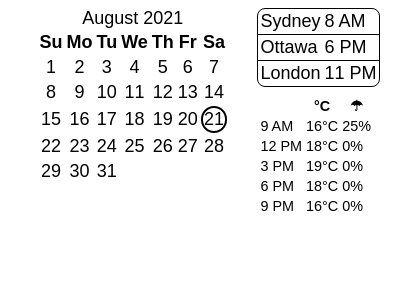 August 2021
Su Mo Tu We Th Fr Sa
1 2 3 4 5 6 7
8 9 10 11 12 13 14
15 16 17 18 19 20 21
22 23 24 25 26 27 28
29 30 31
Sydney 8 AM
Ottawa 6 PM
London 11 PM
°C ☂
9 AM 16°C 25%
12 PM 18°C 0%
3 PM 19°C 0%
6 PM 18°C 0%
9 PM 16°C 0%